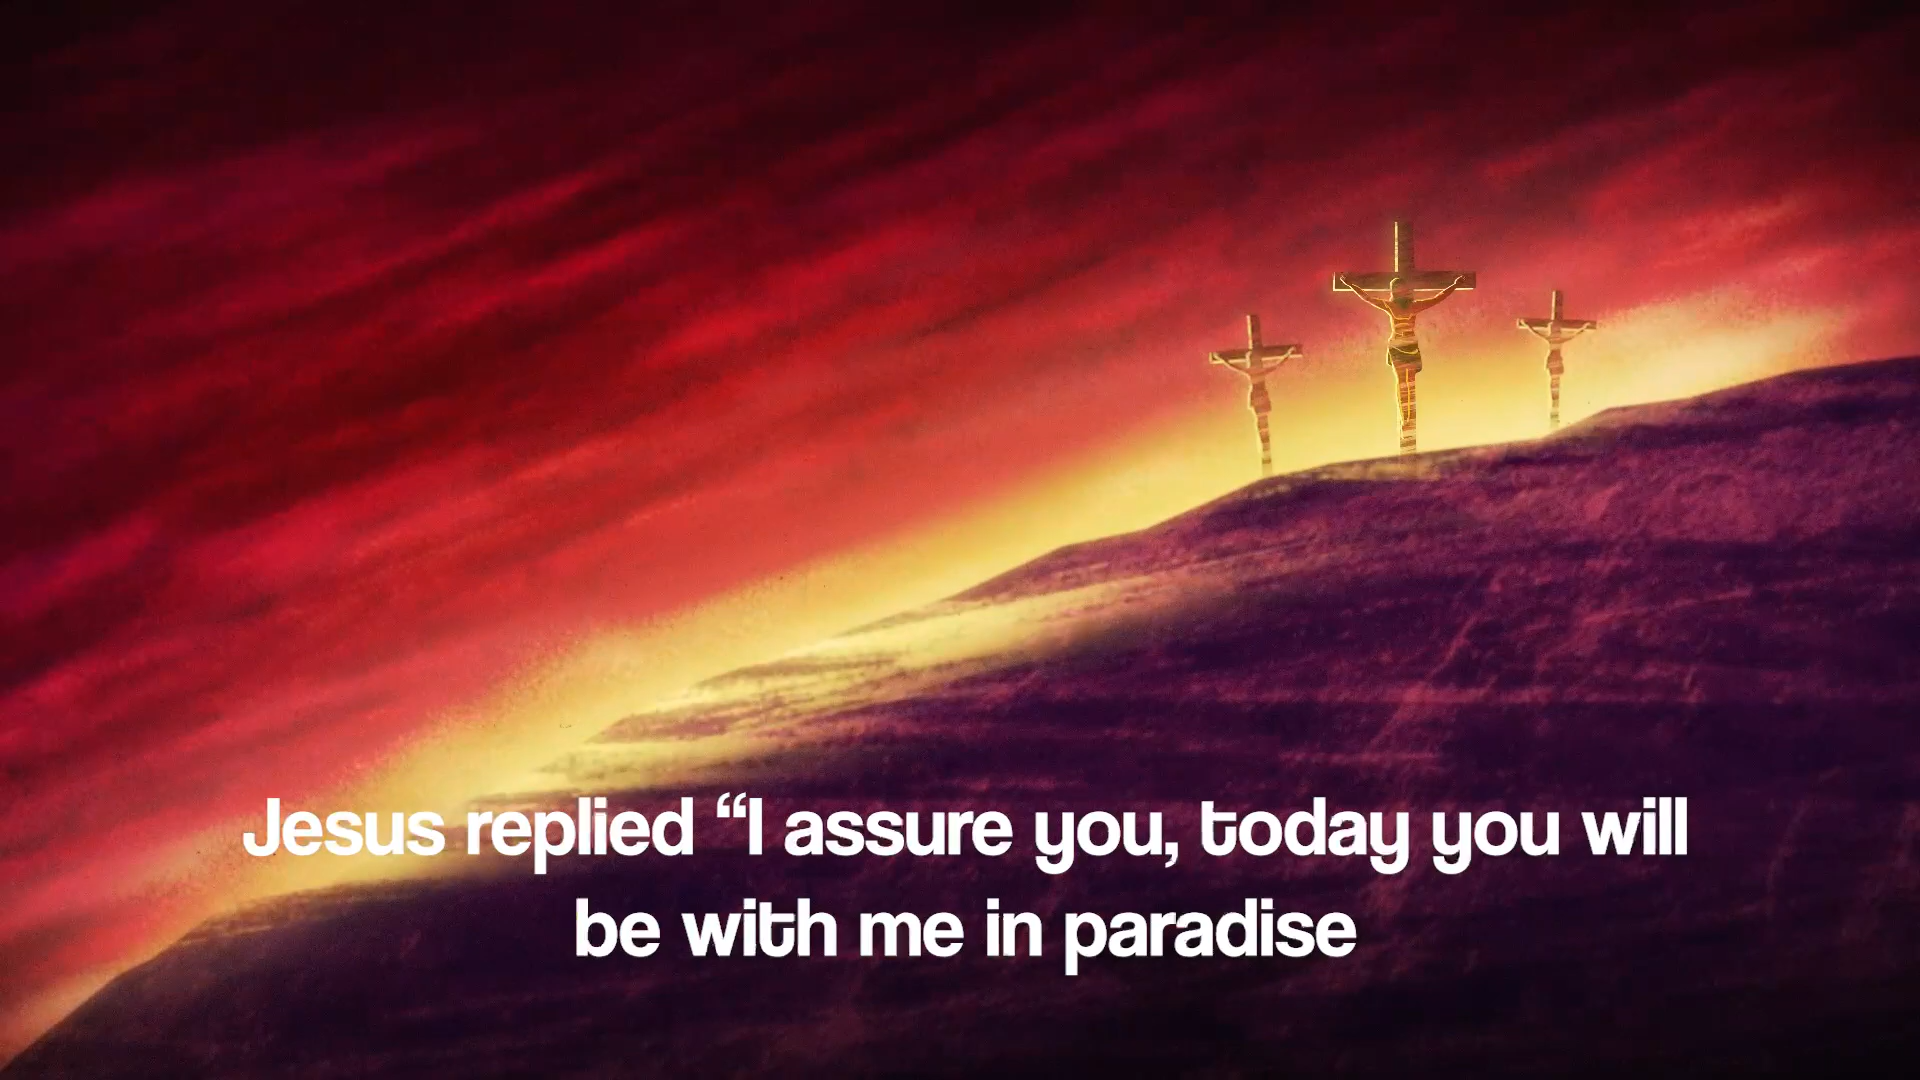 Jesus replied “I assure you, today you will
be with me in paradise